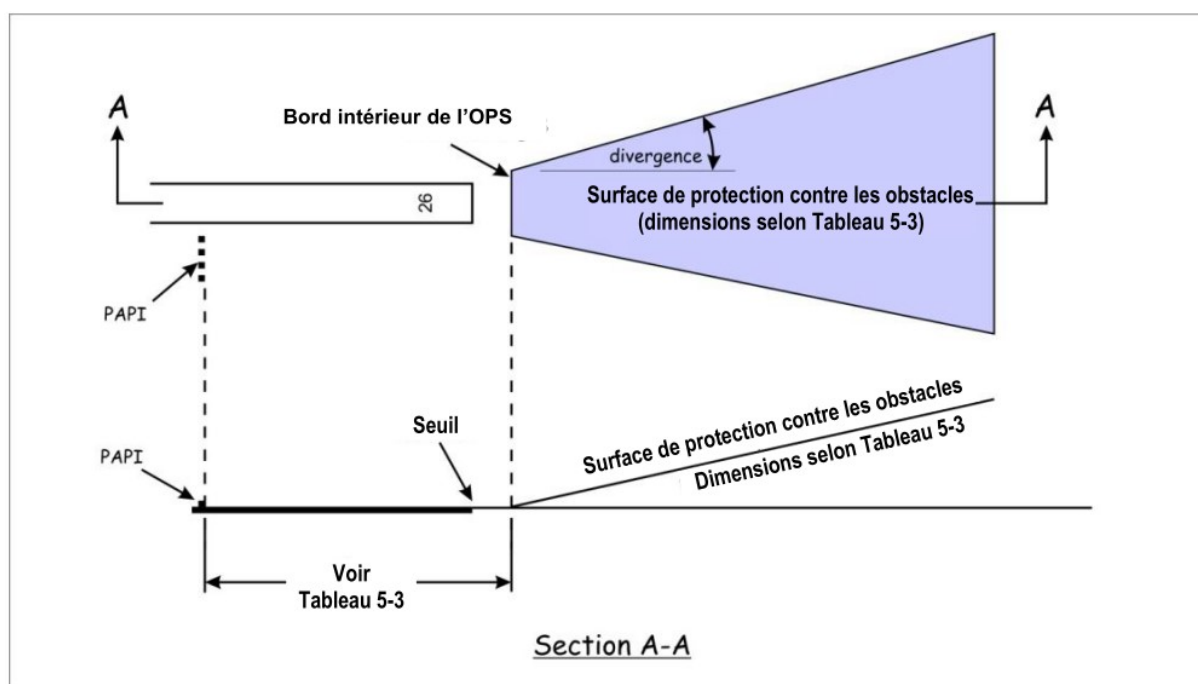 A
A
Bord intérieur de l’OPS
divergence
Surface de protection contre les obstacles
(dimensions selon Tableau 5-3)
26
PAPI
Surface de protection contre les obstacles
Dimensions selon Tableau 5-3
Seuil
PAPI
Voir
Tableau 5-3
Section A-A